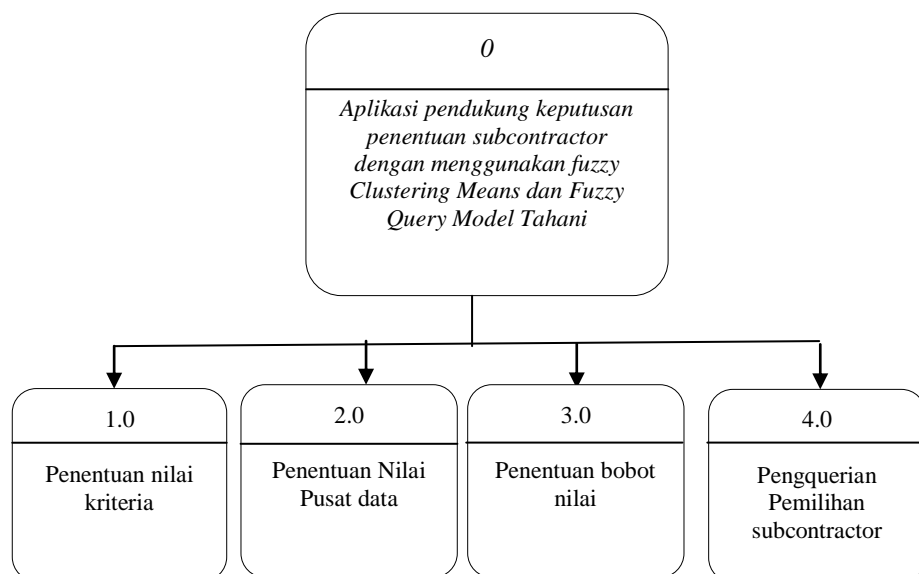 0
Aplikasi pendukung keputusan
penentuan subcontractor
dengan menggunakan fuzzy
Clustering Means dan Fuzzy
Query Model Tahani
1.0
Penentuan nilai
kriteria
2.0
Penentuan Nilai
Pusat data
3.0
Penentuan bobot
nilai
4.0
Pengquerian
Pemilihan
subcontractor